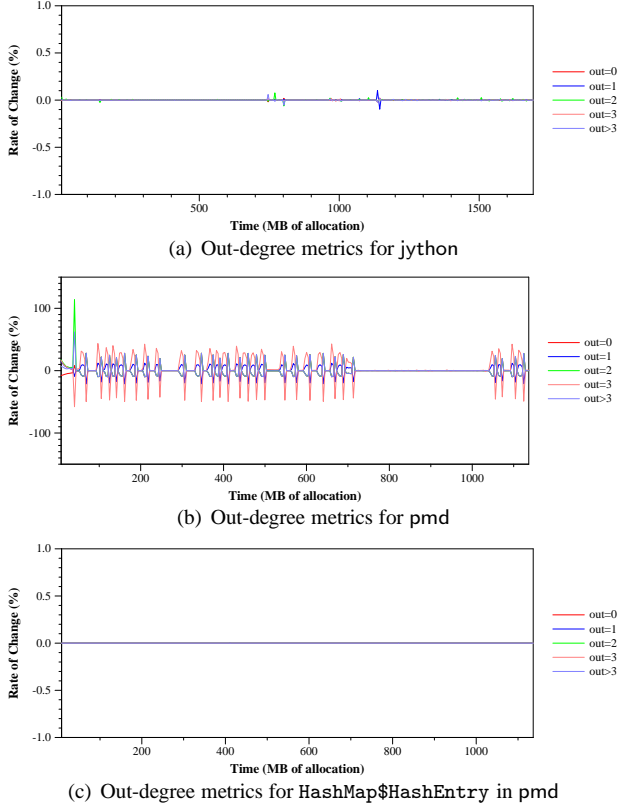 1.0
0.5
0.0
-0.5
-1.0
Rate of Change (%)
500
1000
1500
Time (MB of allocation)
out=0
out=1
out=2
out=3
out>3
(a) Out-degree metrics for jython
100
0
-100
Rate of Change (%)
200
400
600
800
1000
Time (MB of allocation)
out=0
out=1
out=2
out=3
out>3
(b) Out-degree metrics for pmd
1.0
0.5
0.0
-0.5
-1.0
Rate of Change (%)
200
400
600
800
1000
Time (MB of allocation)
out=0
out=1
out=2
out=3
out>3
(c) Out-degree metrics for HashMap$HashEntry in pmd